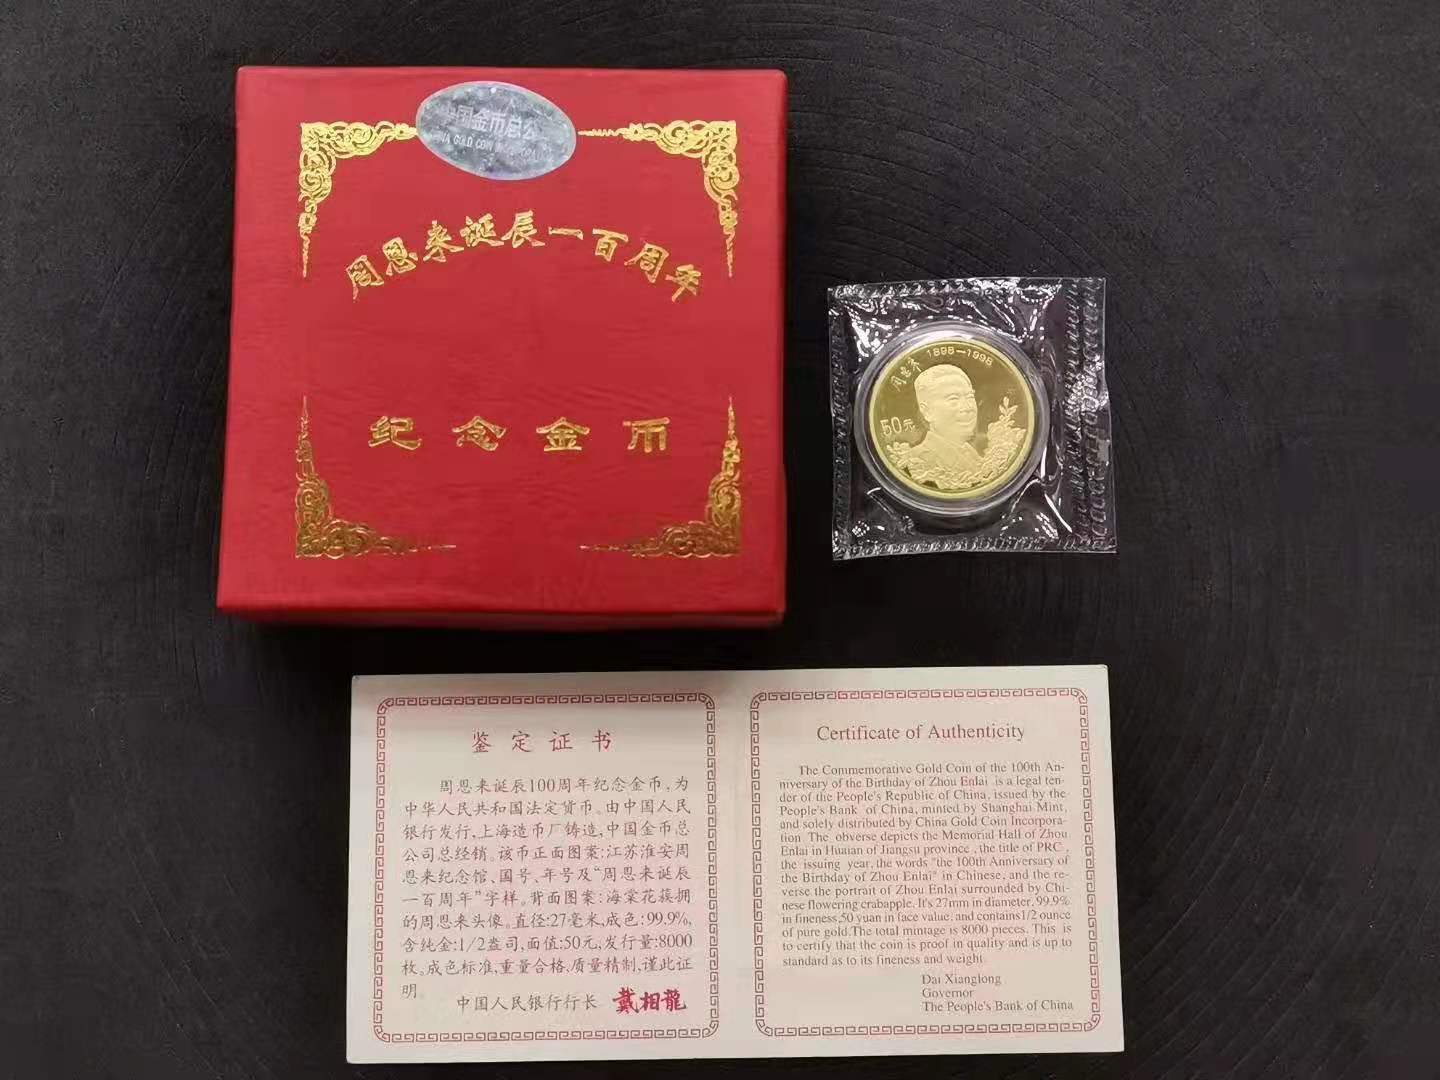 中国金币总公
GOLD COIN
周恩来诞辰一百周年
纪念金币
周恩来 1898—1998
50元
鉴定证书
周恩来诞辰100周年纪念金币,为
中华人民共和国法定货币。由中国人民
银行发行,上海造币厂铸造,中国金币总
公司总经销。该币正面图案:江苏淮安周
恩来纪念馆、国号、年号及“周恩来诞辰
一百周年”字样。背面图案:海棠花簇拥
的周恩来头像。直径:27毫米,成色:99.9%,
含纯金:1/2盎司,面值:50元,发行量:8000
枚。成色标准,重量合格,质量精制,谨此证
明。
中国人民银行行长 戴相龍
Certificate of Authenticity
The Commemorative Gold Coin of the 100th An-
niversary of the Birthday of Zhou Enlai is a legal ten-
der of the People's Republic of China, issued by the
People's Bank of China, minted by Shanghai Mint,
and solely distributed by China Gold Coin Incorpora-
tion The obverse depicts the Memorial Hall of Zhou
Enlai in Huaian of Jiangsu province , the title of PRC ,
the issuing year, the words "the 100th Anniversary of
the Birthday of Zhou Enlai" in Chinese, and the re-
verse the portrait of Zhou Enlai surrounded by Chi-
nese flowering crabapple. It's 27mm in diameter, 99.9%
in fineness,50 yuan in face value, and contains1/2 ounce
of pure gold.The total mintage is 8000 pieces. This is
to certify that the coin is proof in quality and is up to
standard as to its fineness and weight
Dai Xianglong
Governor
The People's Bank of China